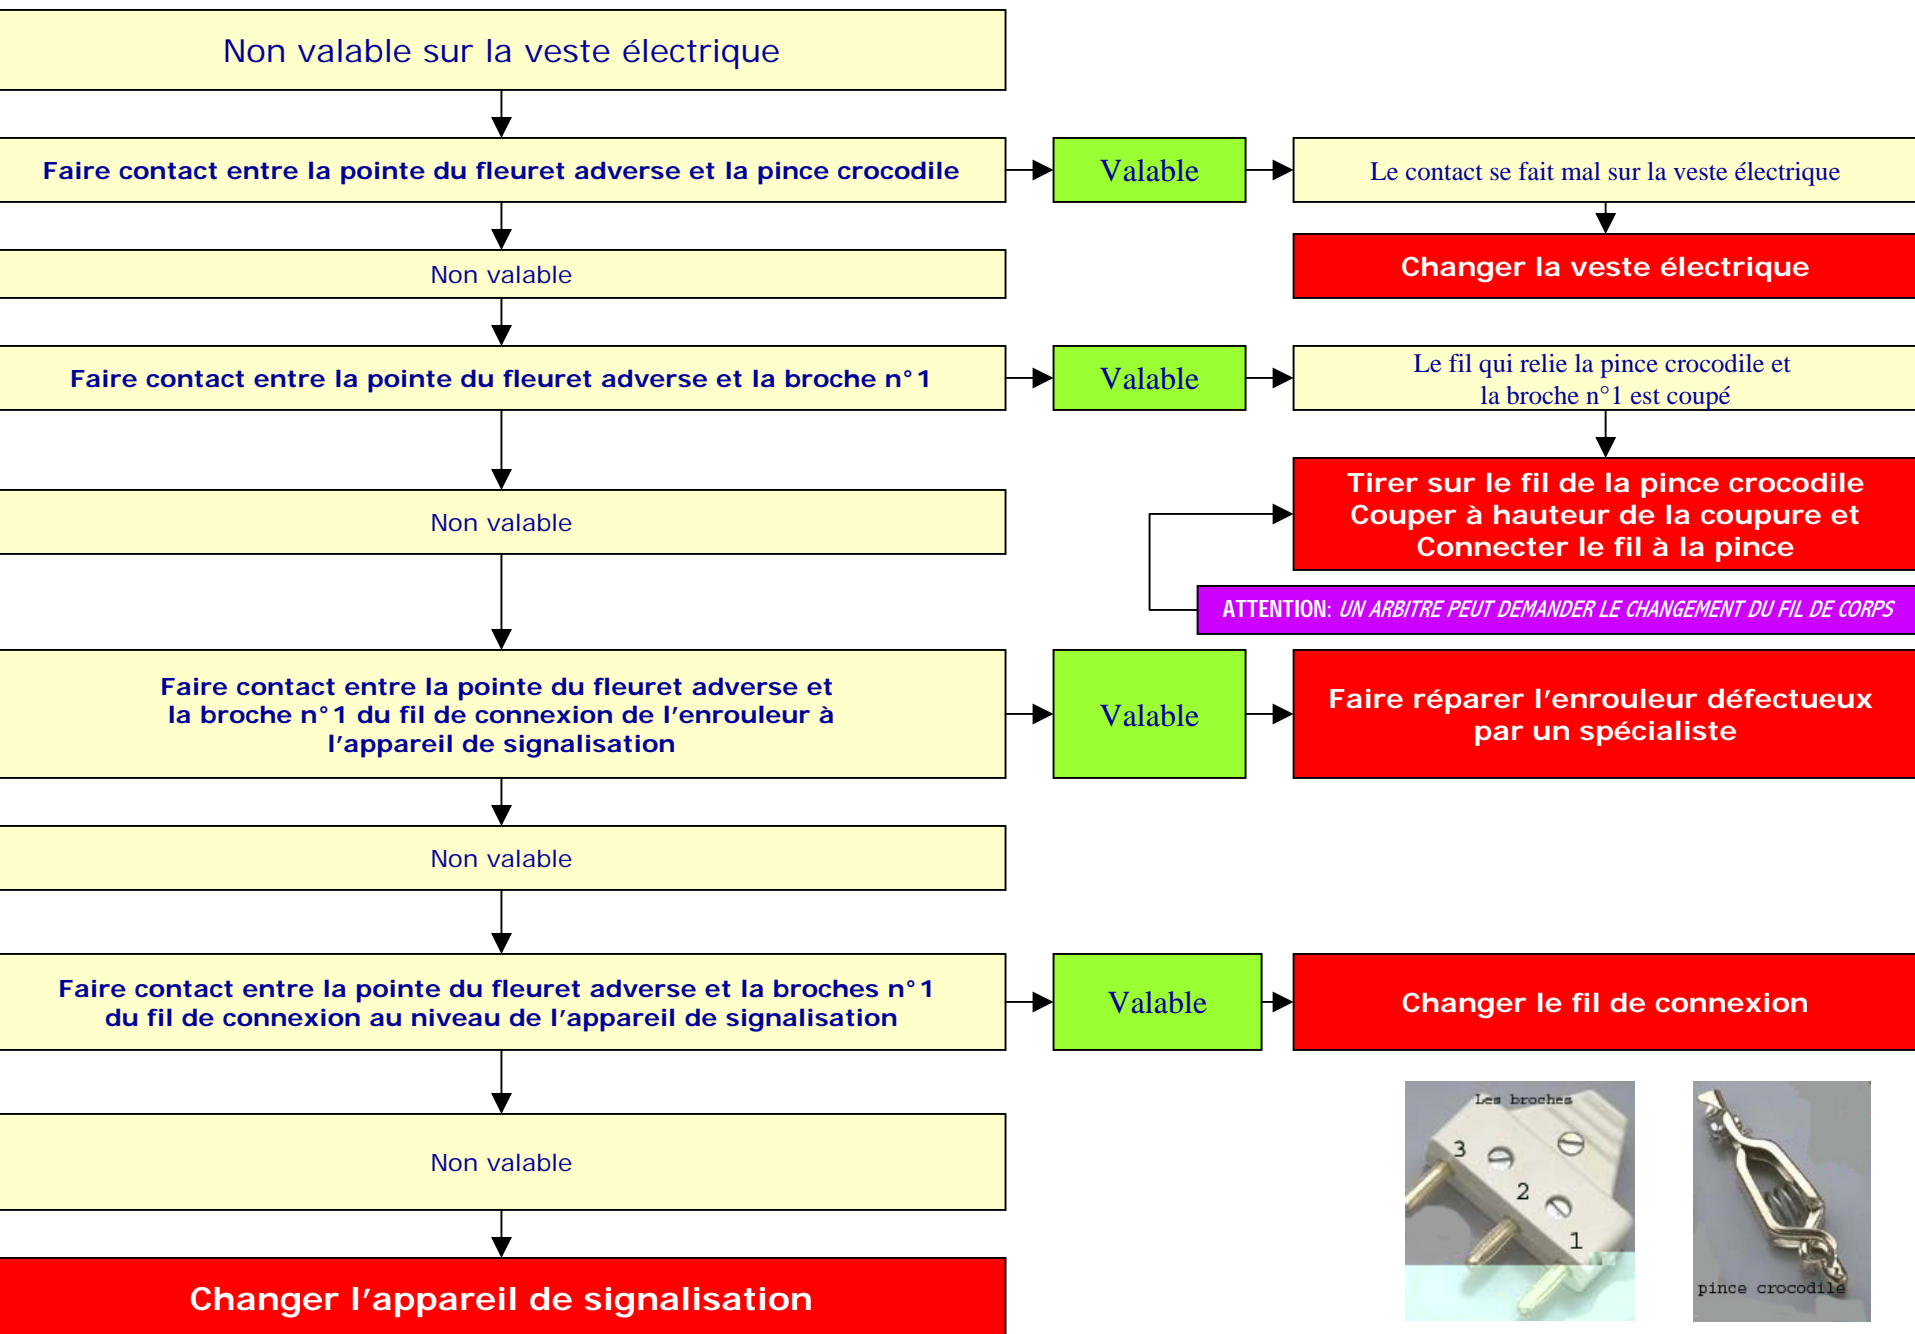 Non valable sur la veste électrique
Faire contact entre la pointe du fleuret adverse et la pince crocodile
Valable
Le contact se fait mal sur la veste électrique
Changer la veste électrique
Non valable
Faire contact entre la pointe du fleuret adverse et la broche n°1
Valable
Le fil qui relie la pince crocodile et
la broche n°1 est coupé
Tirer sur le fil de la pince crocodile
Couper à hauteur de la coupure et
Connecter le fil à la pince
Non valable
ATTENTION: UN ARBITRE PEUT DEMANDER LE CHANGEMENT DU FIL DE CORPS
Faire contact entre la pointe du fleuret adverse et
la broche n°1 du fil de connexion de l'enrouleur à
l'appareil de signalisation
Valable
Faire réparer l'enrouleur défectueux
par un spécialiste
Non valable
Faire contact entre la pointe du fleuret adverse et la broches n°1
du fil de connexion au niveau de l'appareil de signalisation
Valable
Changer le fil de connexion
Non valable
Changer l'appareil de signalisation
Les broches
3
2
1
pince crocodile